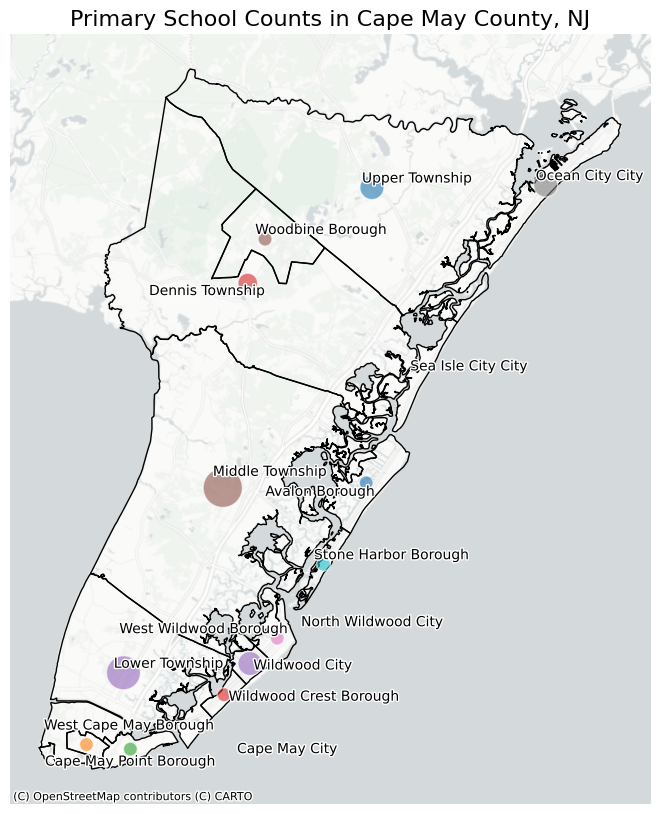 Primary School Counts in Cape May County, NJ
Upper Township
Ocean City City
Woodbine Borough
Dennis Township
Sea Isle City City
Middle Township
Avalon Borough
Stone Harbor Borough
North Wildwood City
West Wildwood Borough
Lower Township
Wildwood City
Wildwood Crest Borough
West Cape May Borough
Cape May City
Cape May Point Borough
(C) OpenStreetMap contributors (C) CARTO